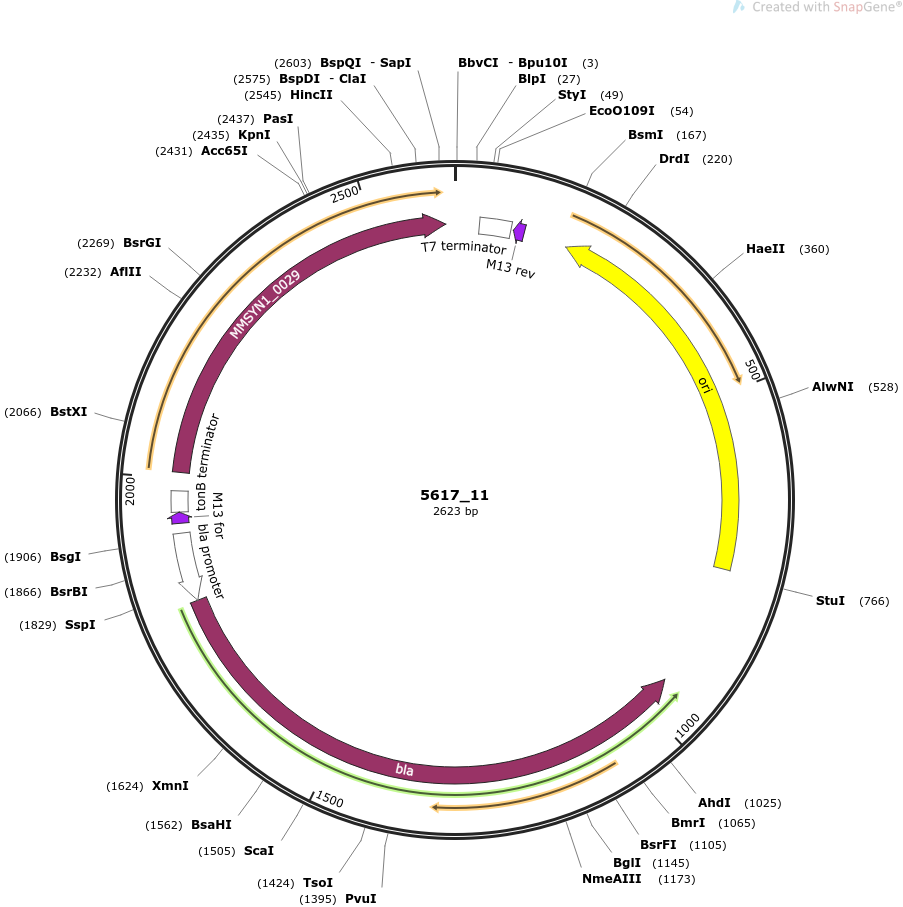 Created with SnapGene®
(2603) BspQI - SapI
(2575) BspDI - ClaI
(2545) HincII
(2437) PasI
(2435) KpnI
(2431) Acc65I
BbvCI - Bpu10I (3)
BlpI (27)
StyI (49)
EcoO109I (54)
BsmI (167)
DrdI (220)
2500
T7 terminator
M13 rev
(2269) BsrGI
(2232) AflII
HaeII (360)
MMSYN1_0029
500
ori
AlwNI (528)
(2066) BstXI
tonB terminator
2000
M13 for
5617_11
2623 bp
(1906) BsgI
bla promoter
(1866) BsrBI
(1829) SspI
StuI (766)
1000
bla
1500
(1624) XmnI
(1562) BsaHI
(1505) ScaI
(1424) TsoI
(1395) PvuI
AhdI (1025)
BmrI (1065)
BsrFI (1105)
BglI (1145)
NmeAIII (1173)